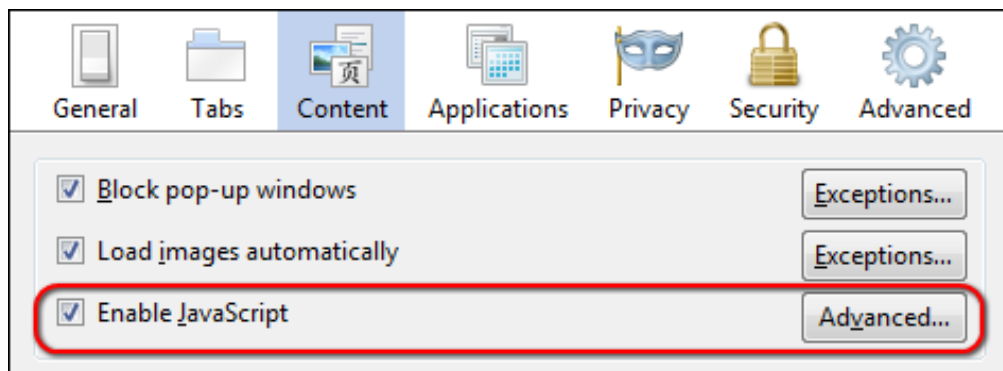 页
General Tabs Content Applications Privacy Security Advanced
Block pop-up windows Exceptions...
Load images automatically Exceptions...
Enable JavaScript Advanced...